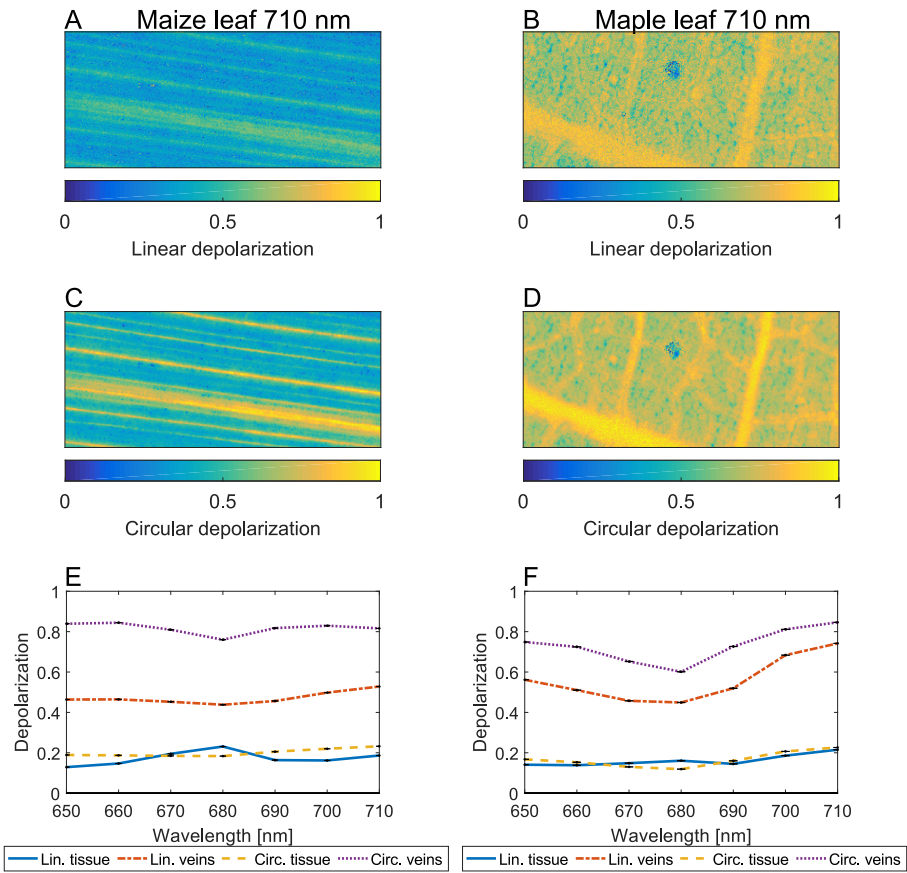 A Maize leaf 710 nm
B Maple leaf 710 nm
0 0.5 1
Linear depolarization
0 0.5 1
Linear depolarization
C
D
0 0.5 1
Circular depolarization
0 0.5 1
Circular depolarization
E
1
0.8
0.6
0.4
0.2
0
Depolarization
650 660 670 680 690 700 710
Wavelength [nm]
Lin. tissue Lin. veins Circ. tissue Circ. veins
F
1
0.8
0.6
0.4
0.2
0
Depolarization
650 660 670 680 690 700 710
Wavelength [nm]
Lin. tissue Lin. veins Circ. tissue Circ. veins